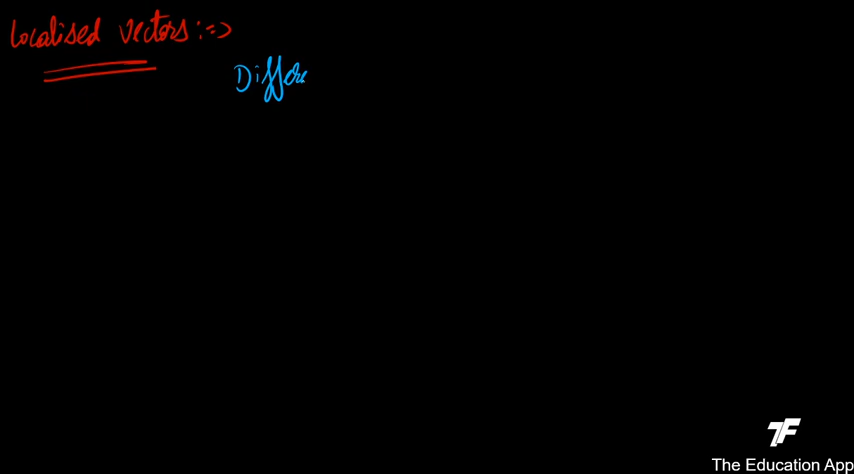 Localised vectors :=>
Differe
The Education App